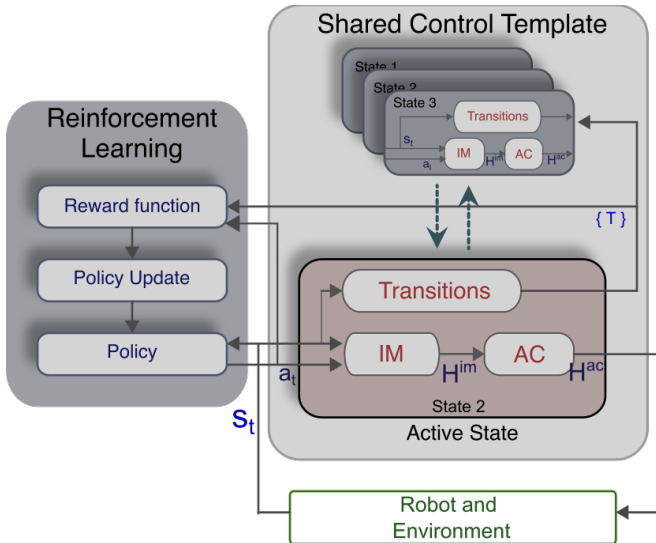 Shared Control Template
State 1
State 2
State 3
Transitions
s_t
IM
H^im
AC
H^ac
a_t
Reinforcement
Learning
Reward function
{ T }
Policy Update
Transitions
Policy
IM
AC
a_t
H^im
H^ac
State 2
S_t
Active State
Robot and
Environment